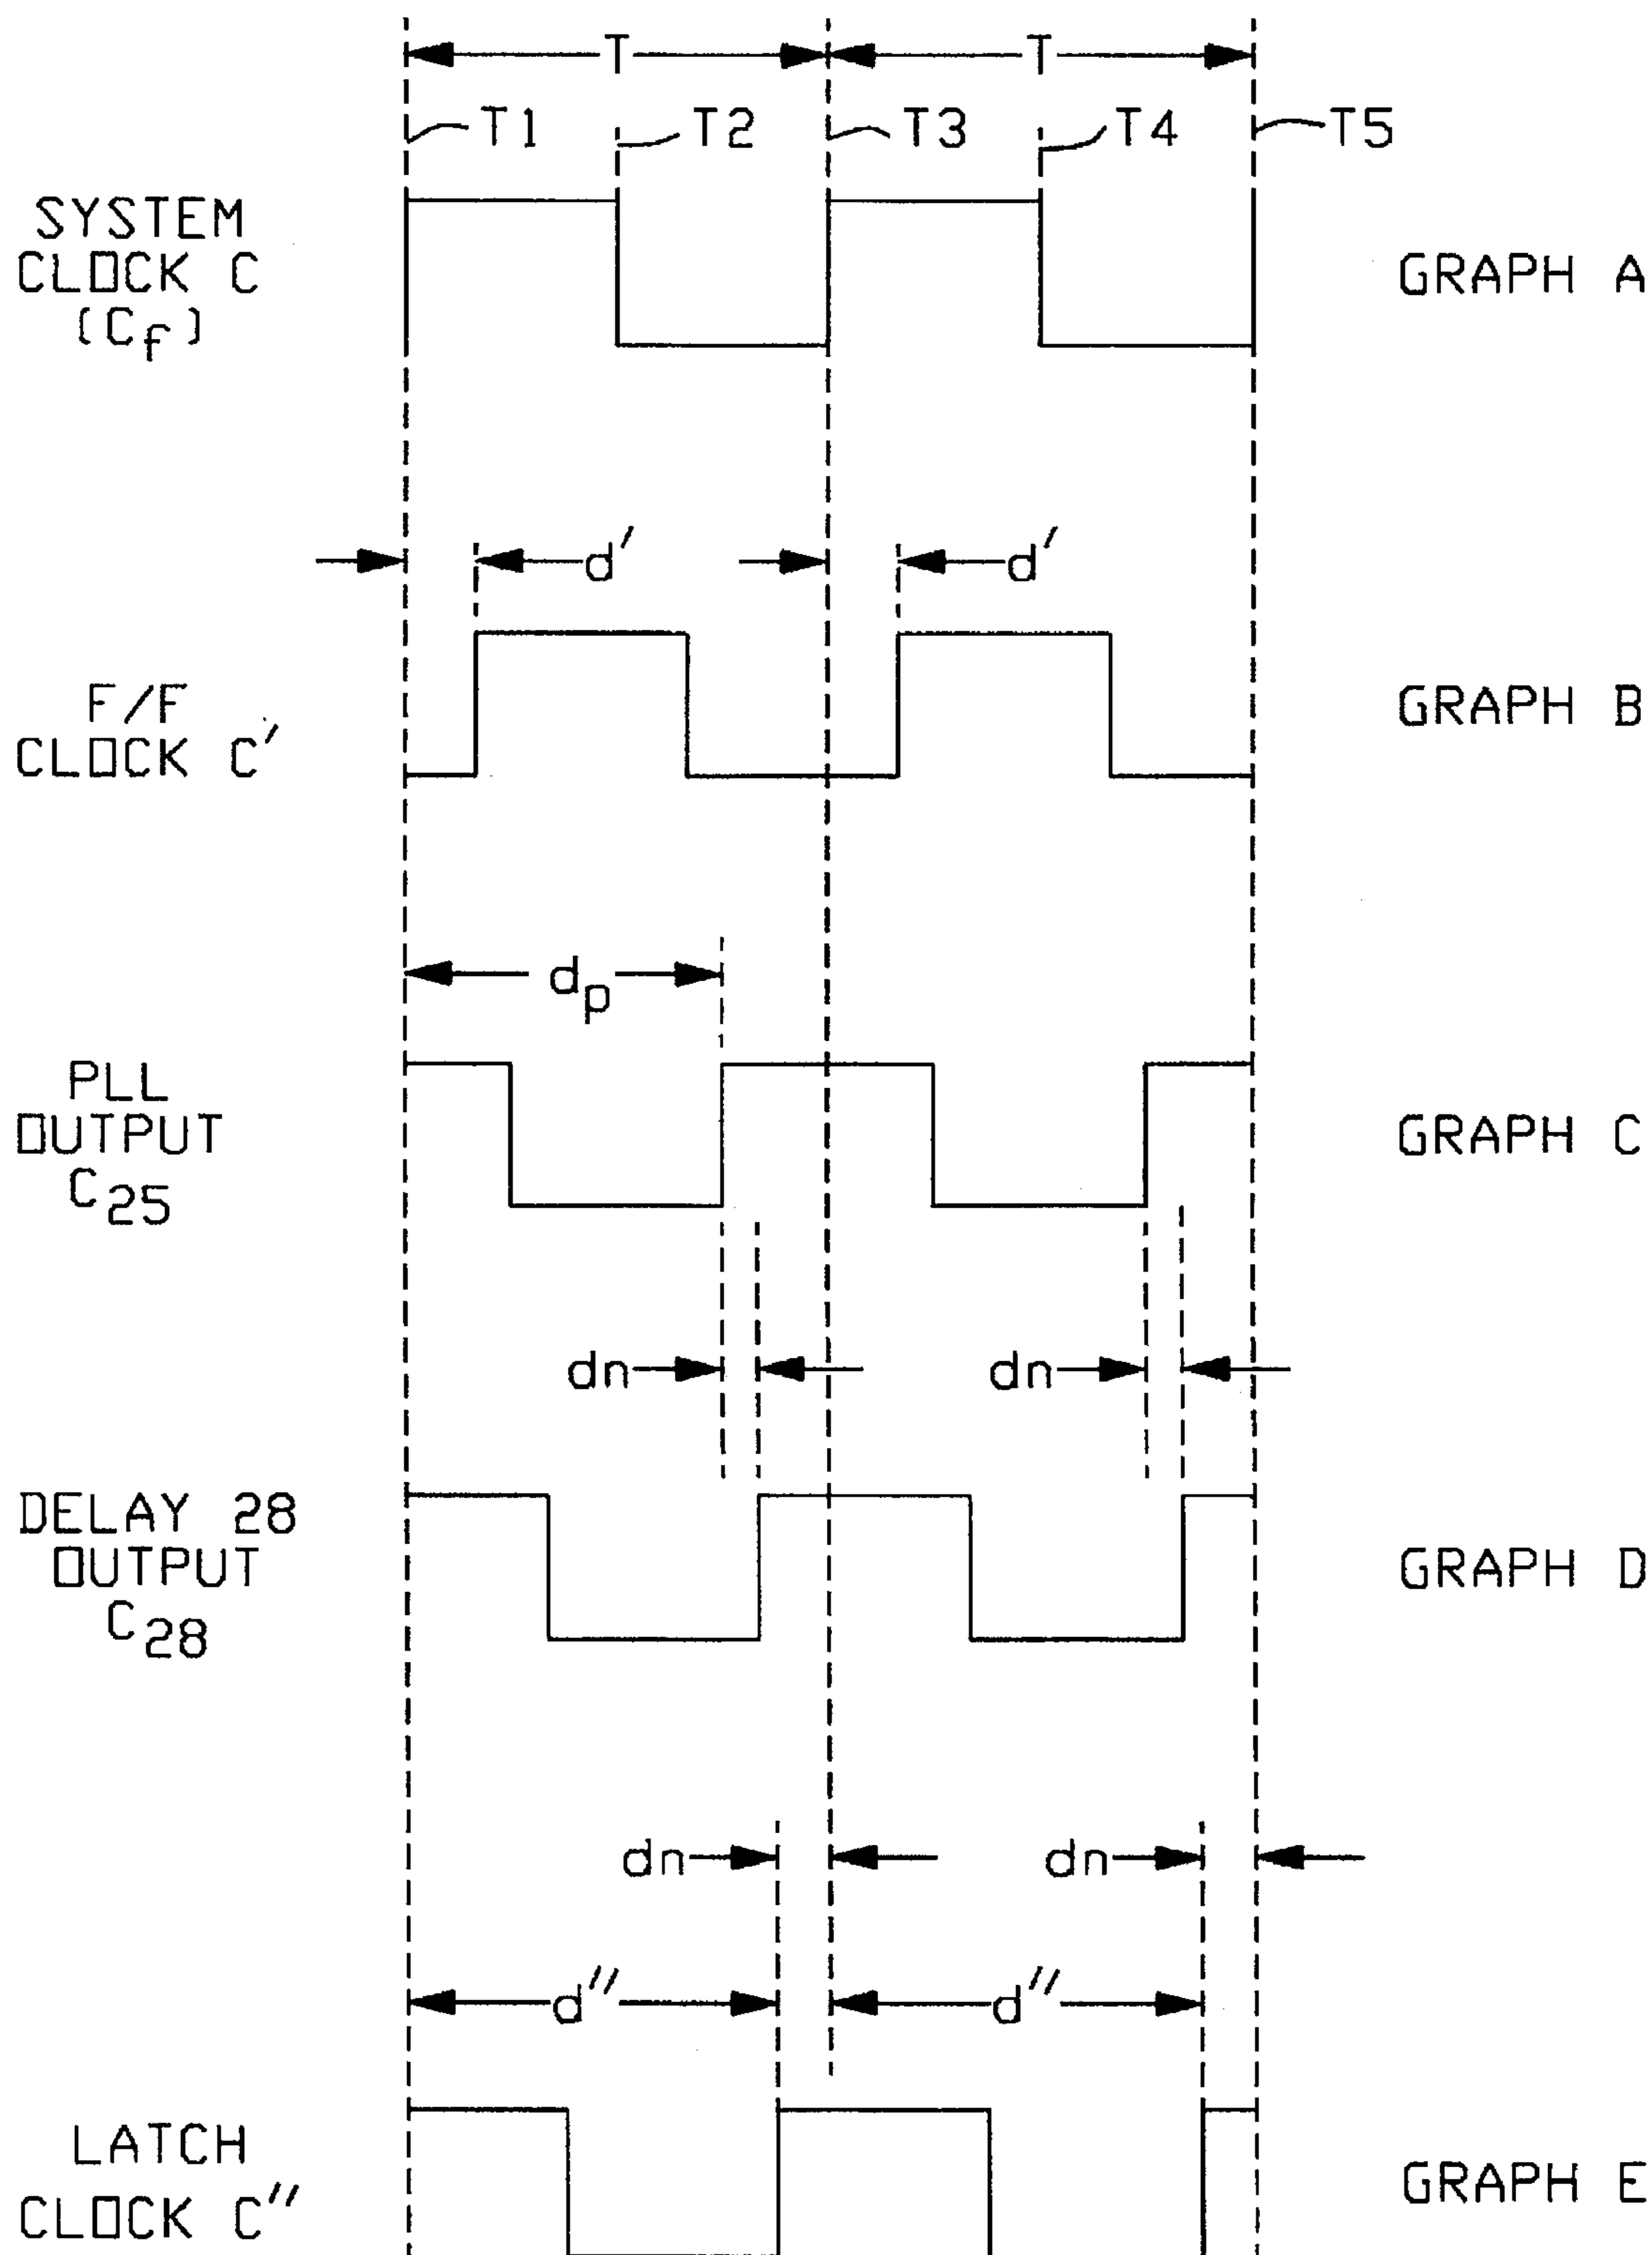 T T
T1 T2 T3 T4 T5
SYSTEM
CLOCK C
(Cf)
GRAPH A
d' d'
F/F
CLOCK C'
GRAPH B
dp
PLL
OUTPUT
C25
GRAPH C
dn dn
DELAY 28
OUTPUT
C28
GRAPH D
dn dn
d" d"
LATCH
CLOCK C"
GRAPH E